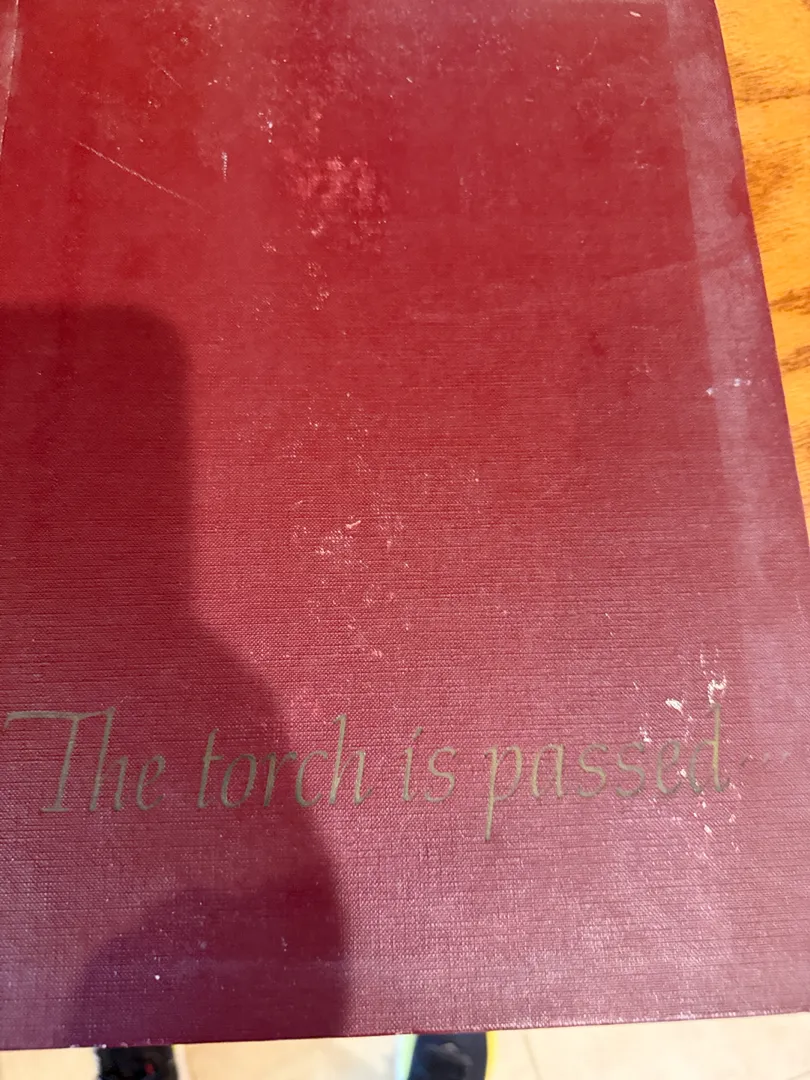 The torch is passed...